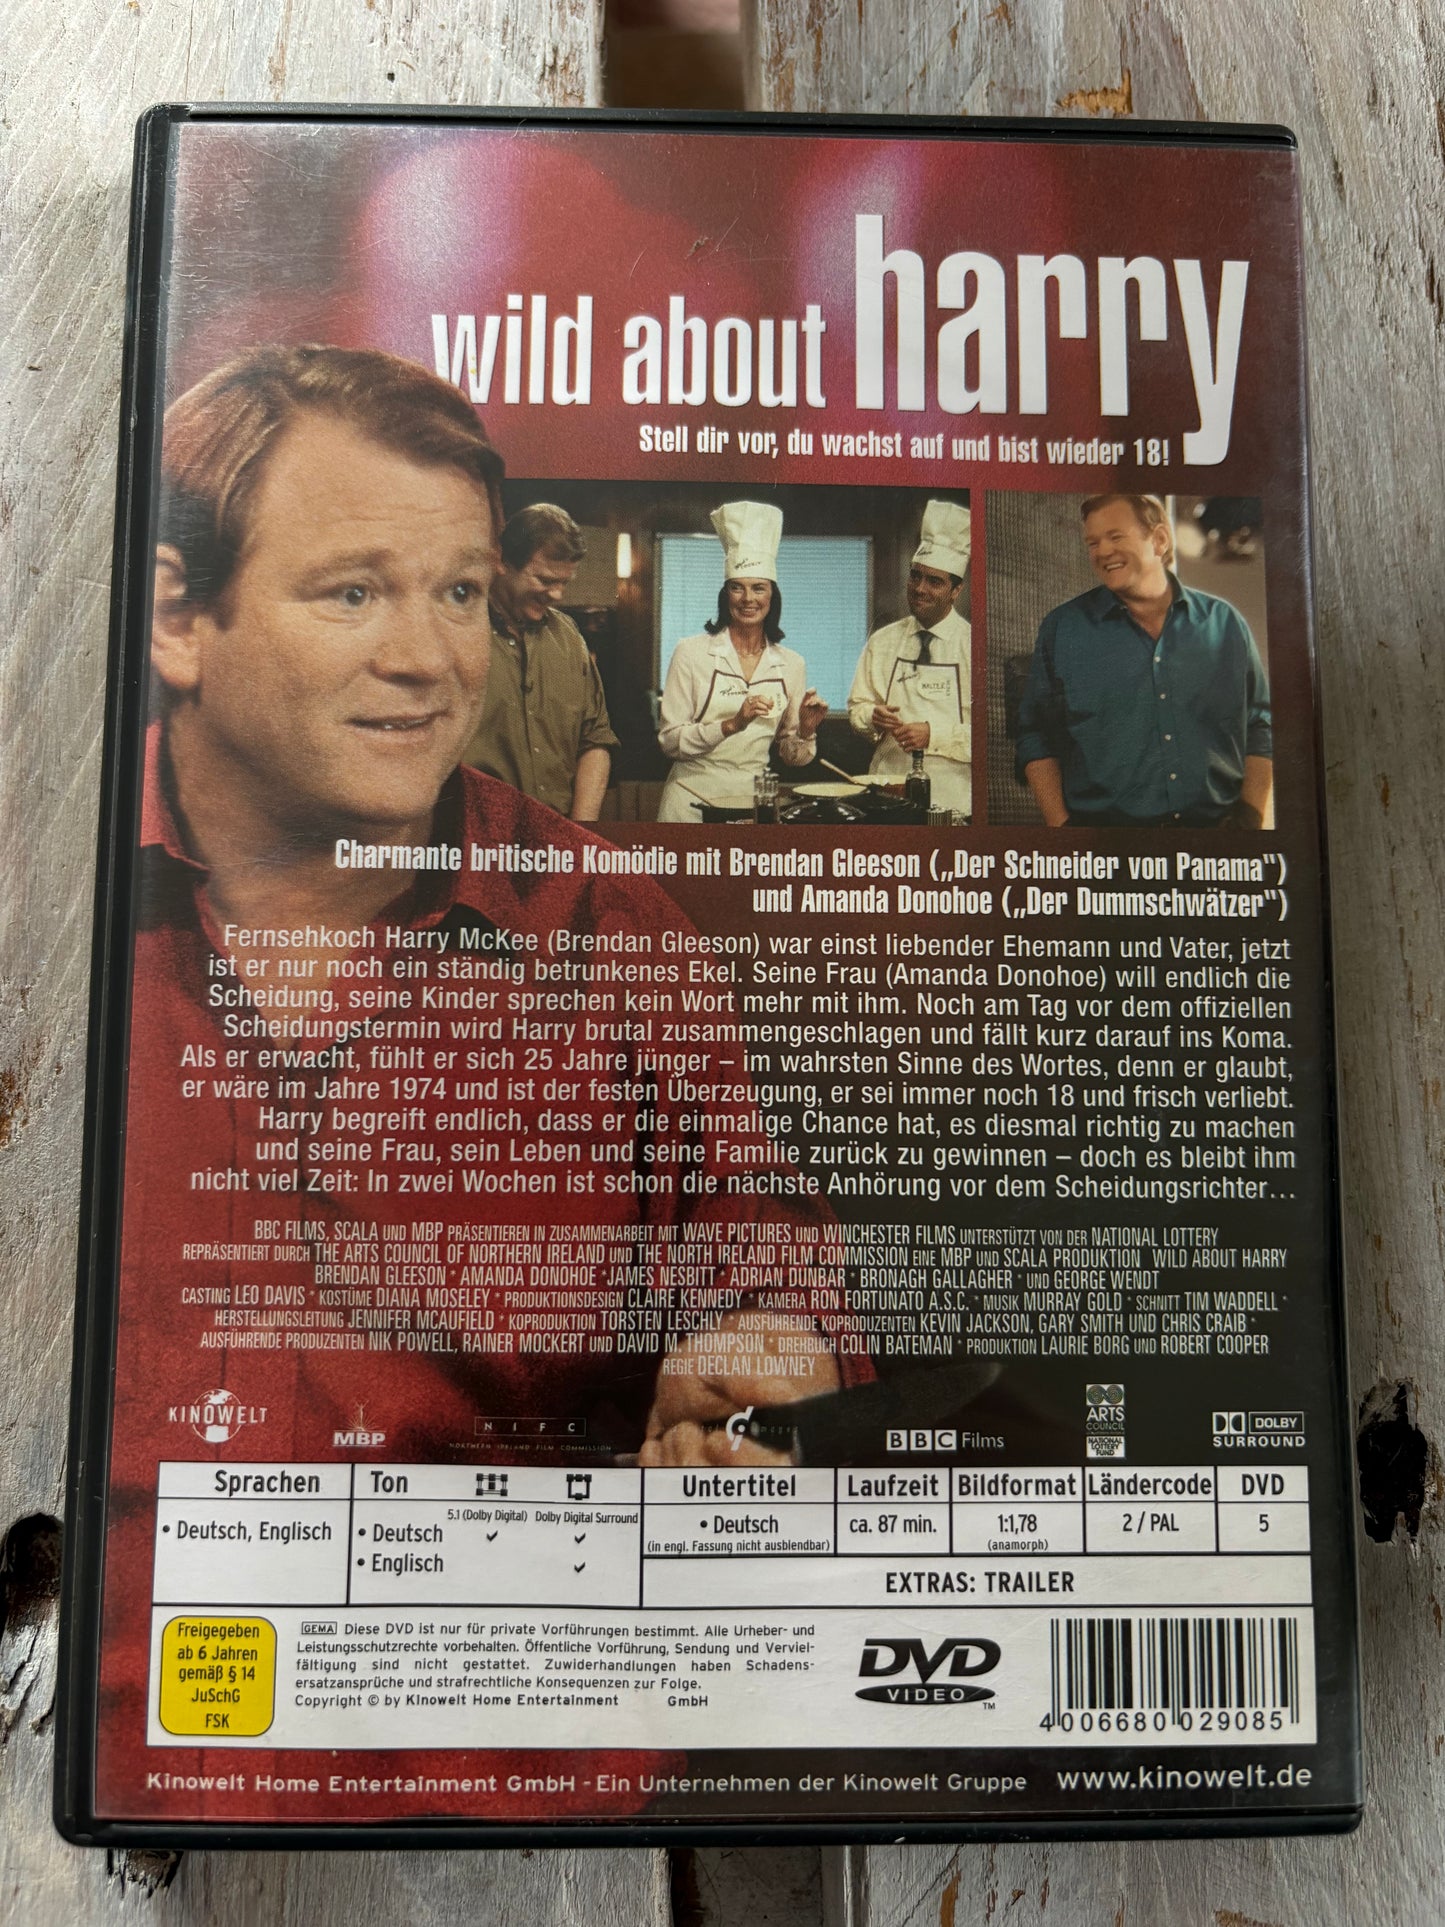 wild about harry
Stell dir vor, du wachst auf und bist wieder 18!
WALTER
Charmante britische Komödie mit Brendan Gleeson („Der Schneider von Panama“)
und Amanda Donohoe („Der Dummschwätzer“)
Fernsehkoch Harry McKee (Brendan Gleeson) war einst liebender Ehemann und Vater, jetzt
ist er nur noch ein ständig betrunkenes Ekel. Seine Frau (Amanda Donohoe) will endlich die
Scheidung, seine Kinder sprechen kein Wort mehr mit ihm. Noch am Tag vor dem offiziellen
Scheidungstermin wird Harry brutal zusammengeschlagen und fällt kurz darauf ins Koma.
Als er erwacht, fühlt er sich 25 Jahre jünger – im wahrsten Sinne des Wortes, denn er glaubt,
er wäre im Jahre 1974 und ist der festen Überzeugung, er sei immer noch 18 und frisch verliebt.
Harry begreift endlich, dass er die einmalige Chance hat, es diesmal richtig zu machen
und seine Frau, sein Leben und seine Familie zurück zu gewinnen – doch es bleibt ihm
nicht viel Zeit: In zwei Wochen ist schon die nächste Anhörung vor dem Scheidungsrichter...
BBC FILMS, SCALA UND MBP PRÄSENTIEREN IN ZUSAMMENARBEIT MIT WAVE PICTURES UND WINCHESTER FILMS UNTERSTÜTZT VON DER NATIONAL LOTTERY
REPRÄSENTIERT DURCH THE ARTS COUNCIL OF NORTHERN IRELAND UND THE NORTH IRELAND FILM COMMISSION EINE MBP UND SCALA PRODUKTION WILD ABOUT HARRY
BRENDAN GLEESON * AMANDA DONOHOE * JAMES NESBITT * ADRIAN DUNBAR * BRONAGH GALLAGHER * UND GEORGE WENDT
CASTING LEO DAVIS * KOSTÜME DIANA MOSELEY * PRODUKTIONSDESIGN CLAIRE KENNEDY * KAMERA RON FORTUNATO A.S.C. * MUSIK MURRAY GOLD * SCHNITT TIM WADDELL *
HERSTELLUNGSLEITUNG JENNIFER MCAUFIELD * KOPRODUKTION TORSTEN LESCHLY * AUSFÜHRENDE KOPRODUZENTEN KEVIN JACKSON, GARY SMITH UND CHRIS CRAIB *
AUSFÜHRENDE PRODUZENTEN NIK POWELL, RAINER MOCKERT UND DAVID M. THOMPSON * DREHBUCH COLIN BATEMAN * PRODUKTION LAURIE BORG UND ROBERT COOPER
REGIE DECLAN LOWNEY
KINOWELT
MBP
NIFC
NORTHERN IRELAND FILM COMMISSION
BBC Films
ARTS
COUNCIL
NATIONAL
LOTTERY
FUND
DOLBY
SURROUND
Sprachen
Ton
Untertitel
Laufzeit
Bildformat
Ländercode
DVD
5.1 (Dolby Digital)
Dolby Digital Surround
• Deutsch, Englisch
• Deutsch ✓ ✓
• Englisch ✓
• Deutsch
(in engl. Fassung nicht ausblendbar)
ca. 87 min.
1:1,78
(anamorph)
2 / PAL
5
EXTRAS: TRAILER
Freigegeben
ab 6 Jahren
gemäß § 14
JuSchG
FSK
GEMA Diese DVD ist nur für private Vorführungen bestimmt. Alle Urheber- und
Leistungsschutzrechte vorbehalten. Öffentliche Vorführung, Sendung und Verviel-
fältigung sind nicht gestattet. Zuwiderhandlungen haben Schadens-
ersatzansprüche und strafrechtliche Konsequenzen zur Folge.
Copyright © by Kinowelt Home Entertainment GmbH
DVD
VIDEO
TM
4 006680 029085
Kinowelt Home Entertainment GmbH - Ein Unternehmen der Kinowelt Gruppe
www.kinowelt.de